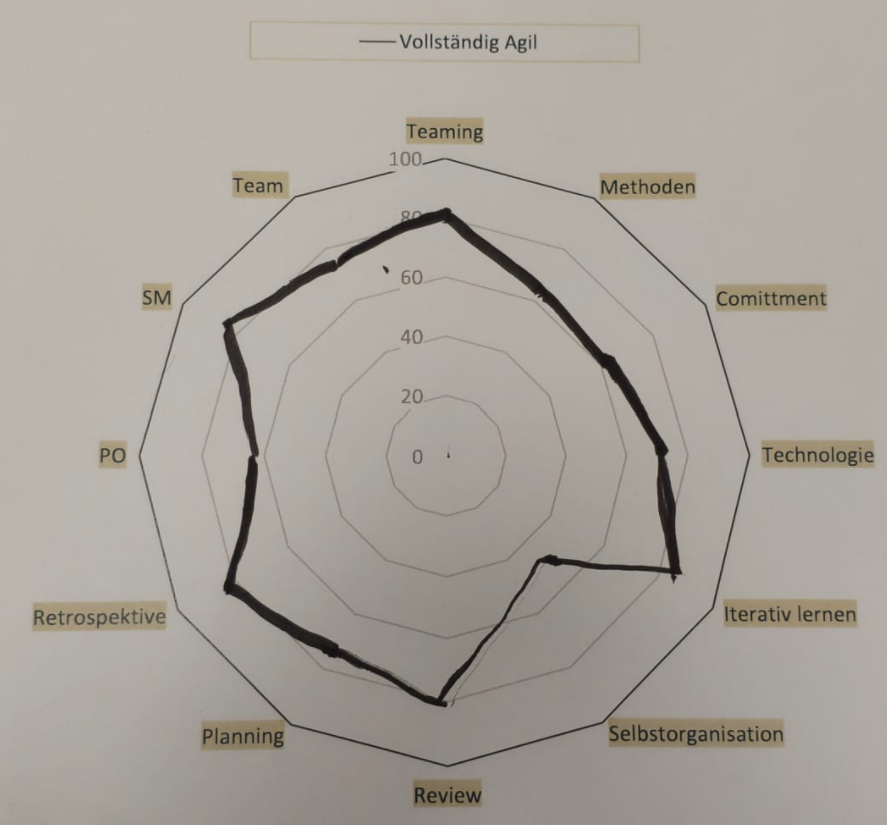 Vollständig Agil
Teaming
100
Team
Methoden
80
SM
60
Comittment
40
20
PO
0
Technologie
Retrospektive
Iterativ lernen
Planning
Selbstorganisation
Review